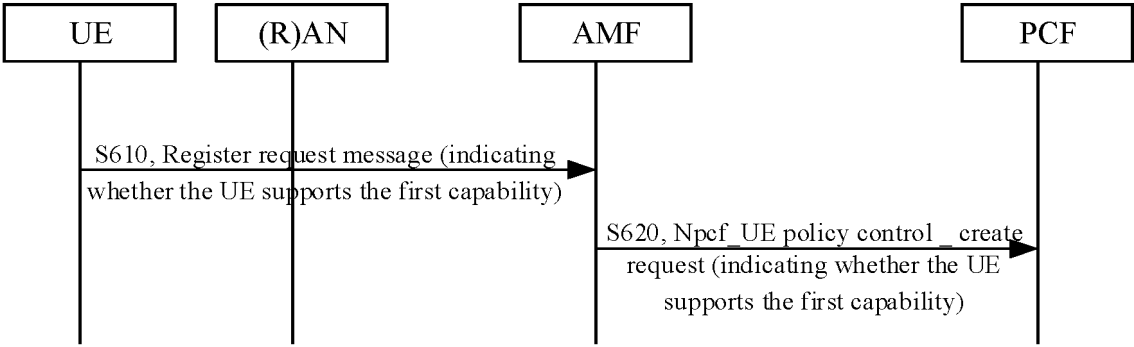 UE
(R)AN
AMF
PCF
S610, Register request message (indicating
whether the UE supports the first capability)
S620, Npcf_UE policy control _ create
request (indicating whether the UE
supports the first capability)